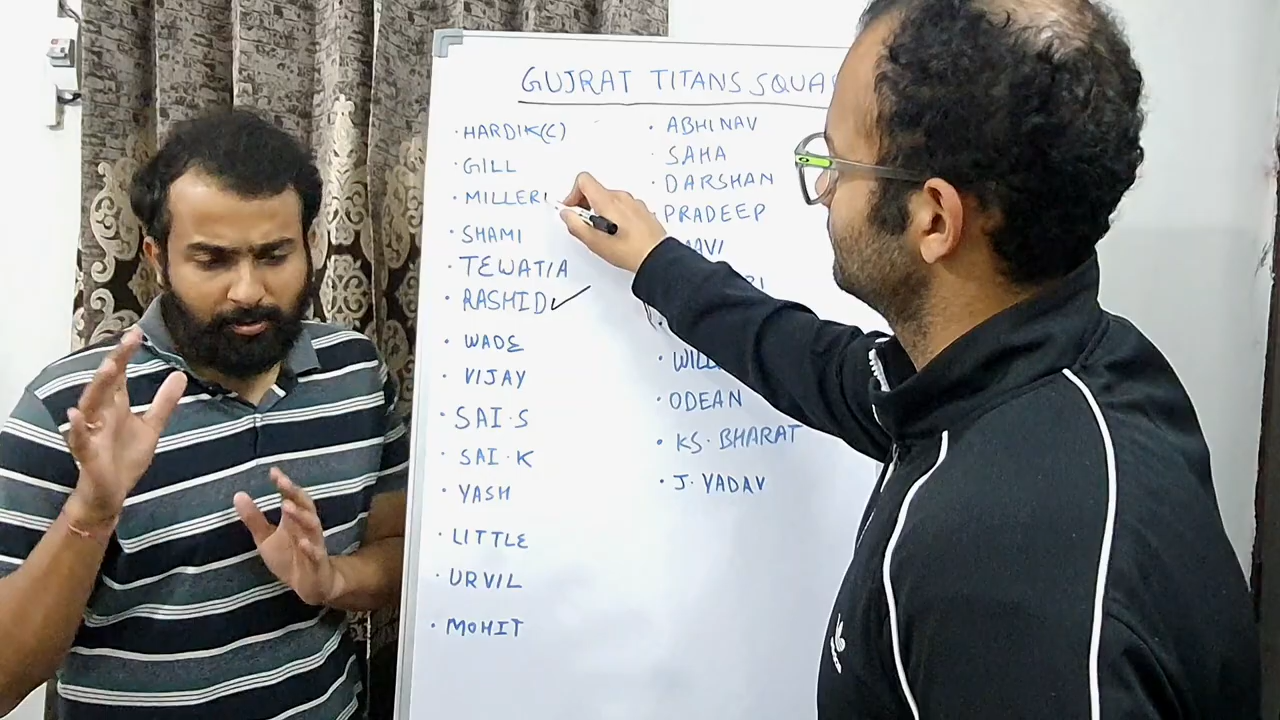 GUJRAT TITANS
HARDIK(C)
GILL
MILLER
SHAMI
TEWATIA
RASHID
WADE
VIJAY
SAI.S
SAI.K
YASH
LITTLE
URVIL
MOHIT
ABHINAV
SAHA
DARSHAN
PRADEEP
ODEAN
KS.BHARAT
J.YADAV